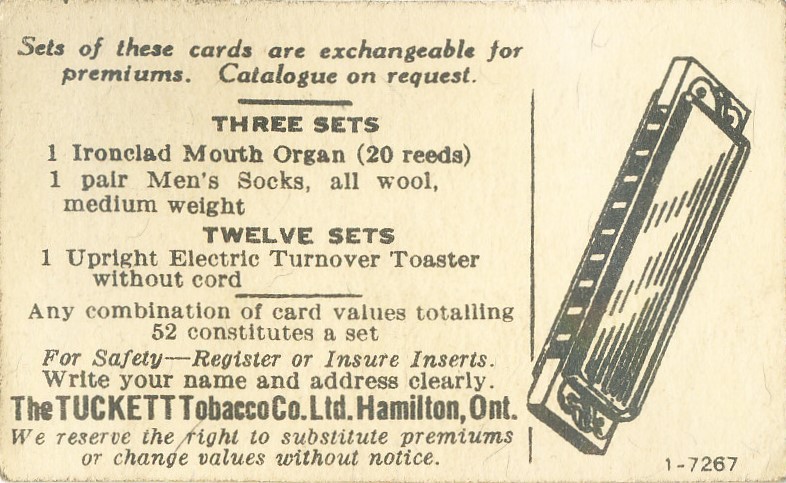 Sets of these cards are exchangeable for
premiums. Catalogue on request.
THREE SETS
1 Ironclad Mouth Organ (20 reeds)
1 pair Men's Socks, all wool,
medium weight
TWELVE SETS
1 Upright Electric Turnover Toaster
without cord
Any combination of card values totalling
52 constitutes a set
For Safety—Register or Insure Inserts.
Write your name and address clearly.
The TUCKETT Tobacco Co. Ltd. Hamilton, Ont.
We reserve the right to substitute premiums
or change values without notice.
1-7267